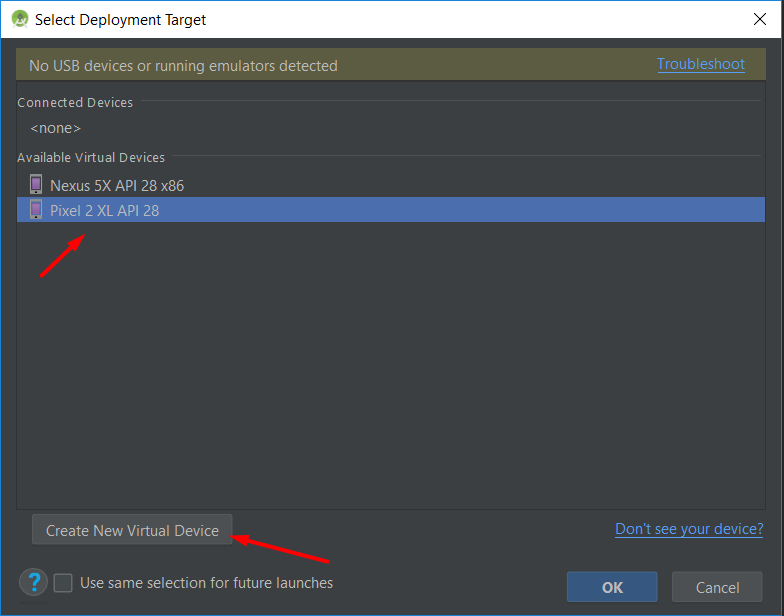 Select Deployment Target
No USB devices or running emulators detected
Troubleshoot
Connected Devices
<none>
Available Virtual Devices
Nexus 5X API 28 x86
Pixel 2 XL API 28
Create New Virtual Device
Don't see your device?
?
Use same selection for future launches
OK
Cancel